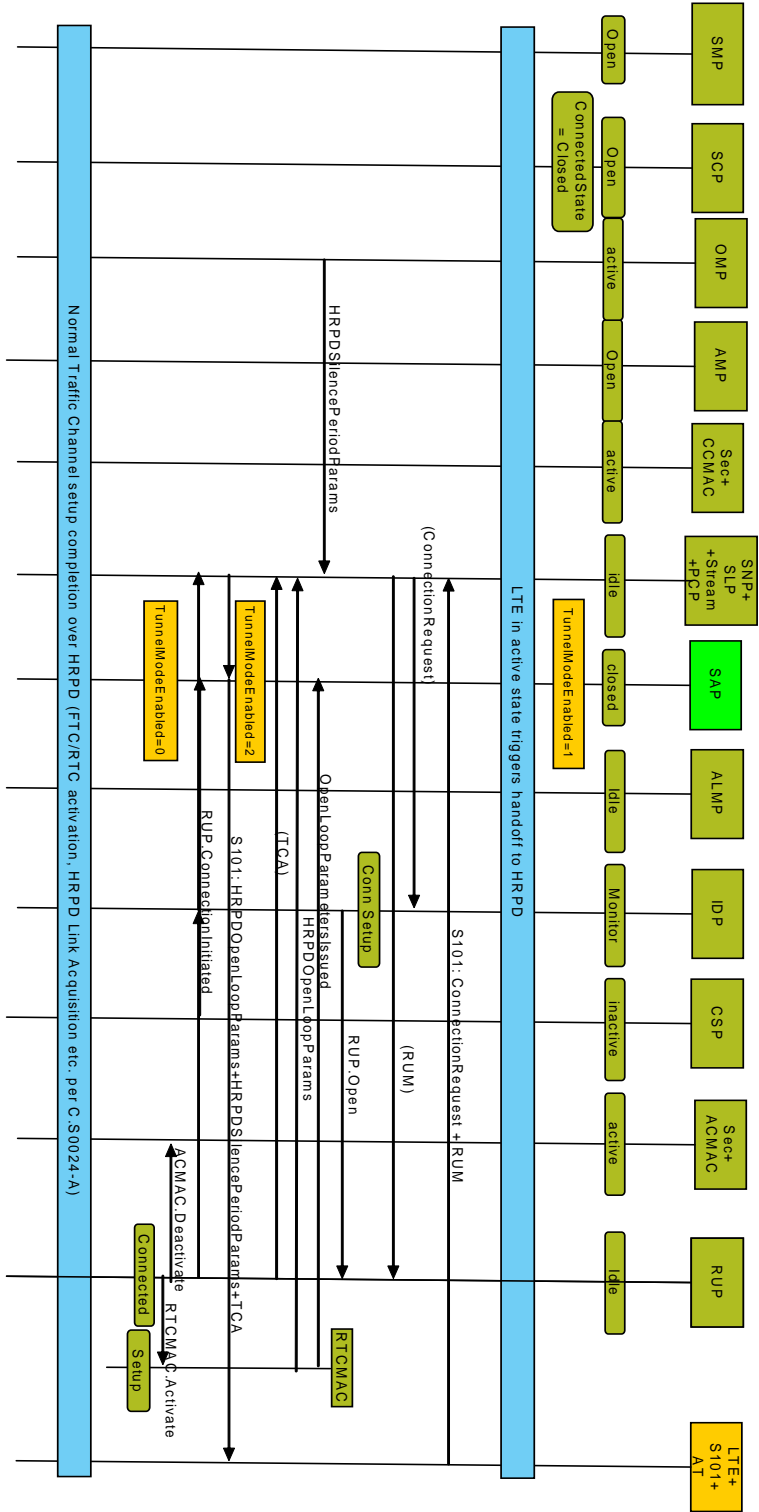 SMP
SCP
OMP
AMP
Sec+
CCMAC
SNP+
SLP
+Stream
+PCP
SAP
ALMP
IDP
CSP
Sec+
ACMAC
RUP
LTE+
S101+
AT
Open
Open
active
Open
active
idle
closed
Idle
Monitor
inactive
active
Idle
ConnectedState
= Closed
TunnelModeEnabled=1
LTE in active state triggers handoff to HRPD
S101: ConnectionRequest + RUM
(ConnectionRequest)
(RUM)
Conn Setup
RUP.Open
RTCMAC
HRPDSilencePeriodParams
OpenLoopParametersIssued
HRPDOpenLoopParams
(TCA)
TunnelModeEnabled=2
S101: HRPDOpenLoopParams+HRPDSilencePeriodParams+TCA
RUP.ConnectionInitiated
TunnelModeEnabled=0
ACMAC.Deactivate
RTCMAC.Activate
Connected
Setup
Normal Traffic Channel setup completion over HRPD (FTC/RTC activation, HRPD Link Acquisition etc. per C.S0024-A)